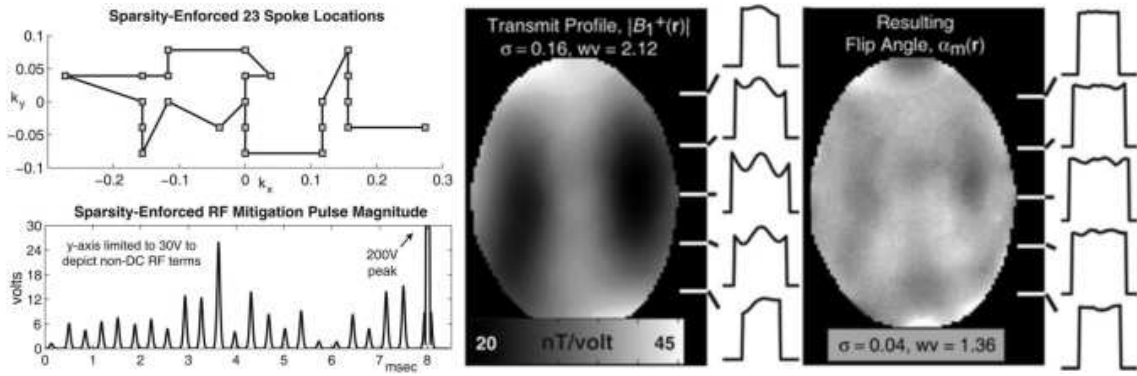 Sparsity-Enforced 23 Spoke Locations
0.1
0.05
ky 0
−0.05
−0.1
−0.2 −0.1 0 0.1 0.2 0.3
kx
Sparsity-Enforced RF Mitigation Pulse Magnitude
30
24
18
12
6
0
volts
y-axis limited to 30V to
depict non-DC RF terms
200V
peak
0 1 2 3 4 5 6 7 8
msec
Transmit Profile, |B1+(r)|
σ = 0.16, wv = 2.12
20 nT/volt 45
Resulting
Flip Angle, αm(r)
σ = 0.04, wv = 1.36